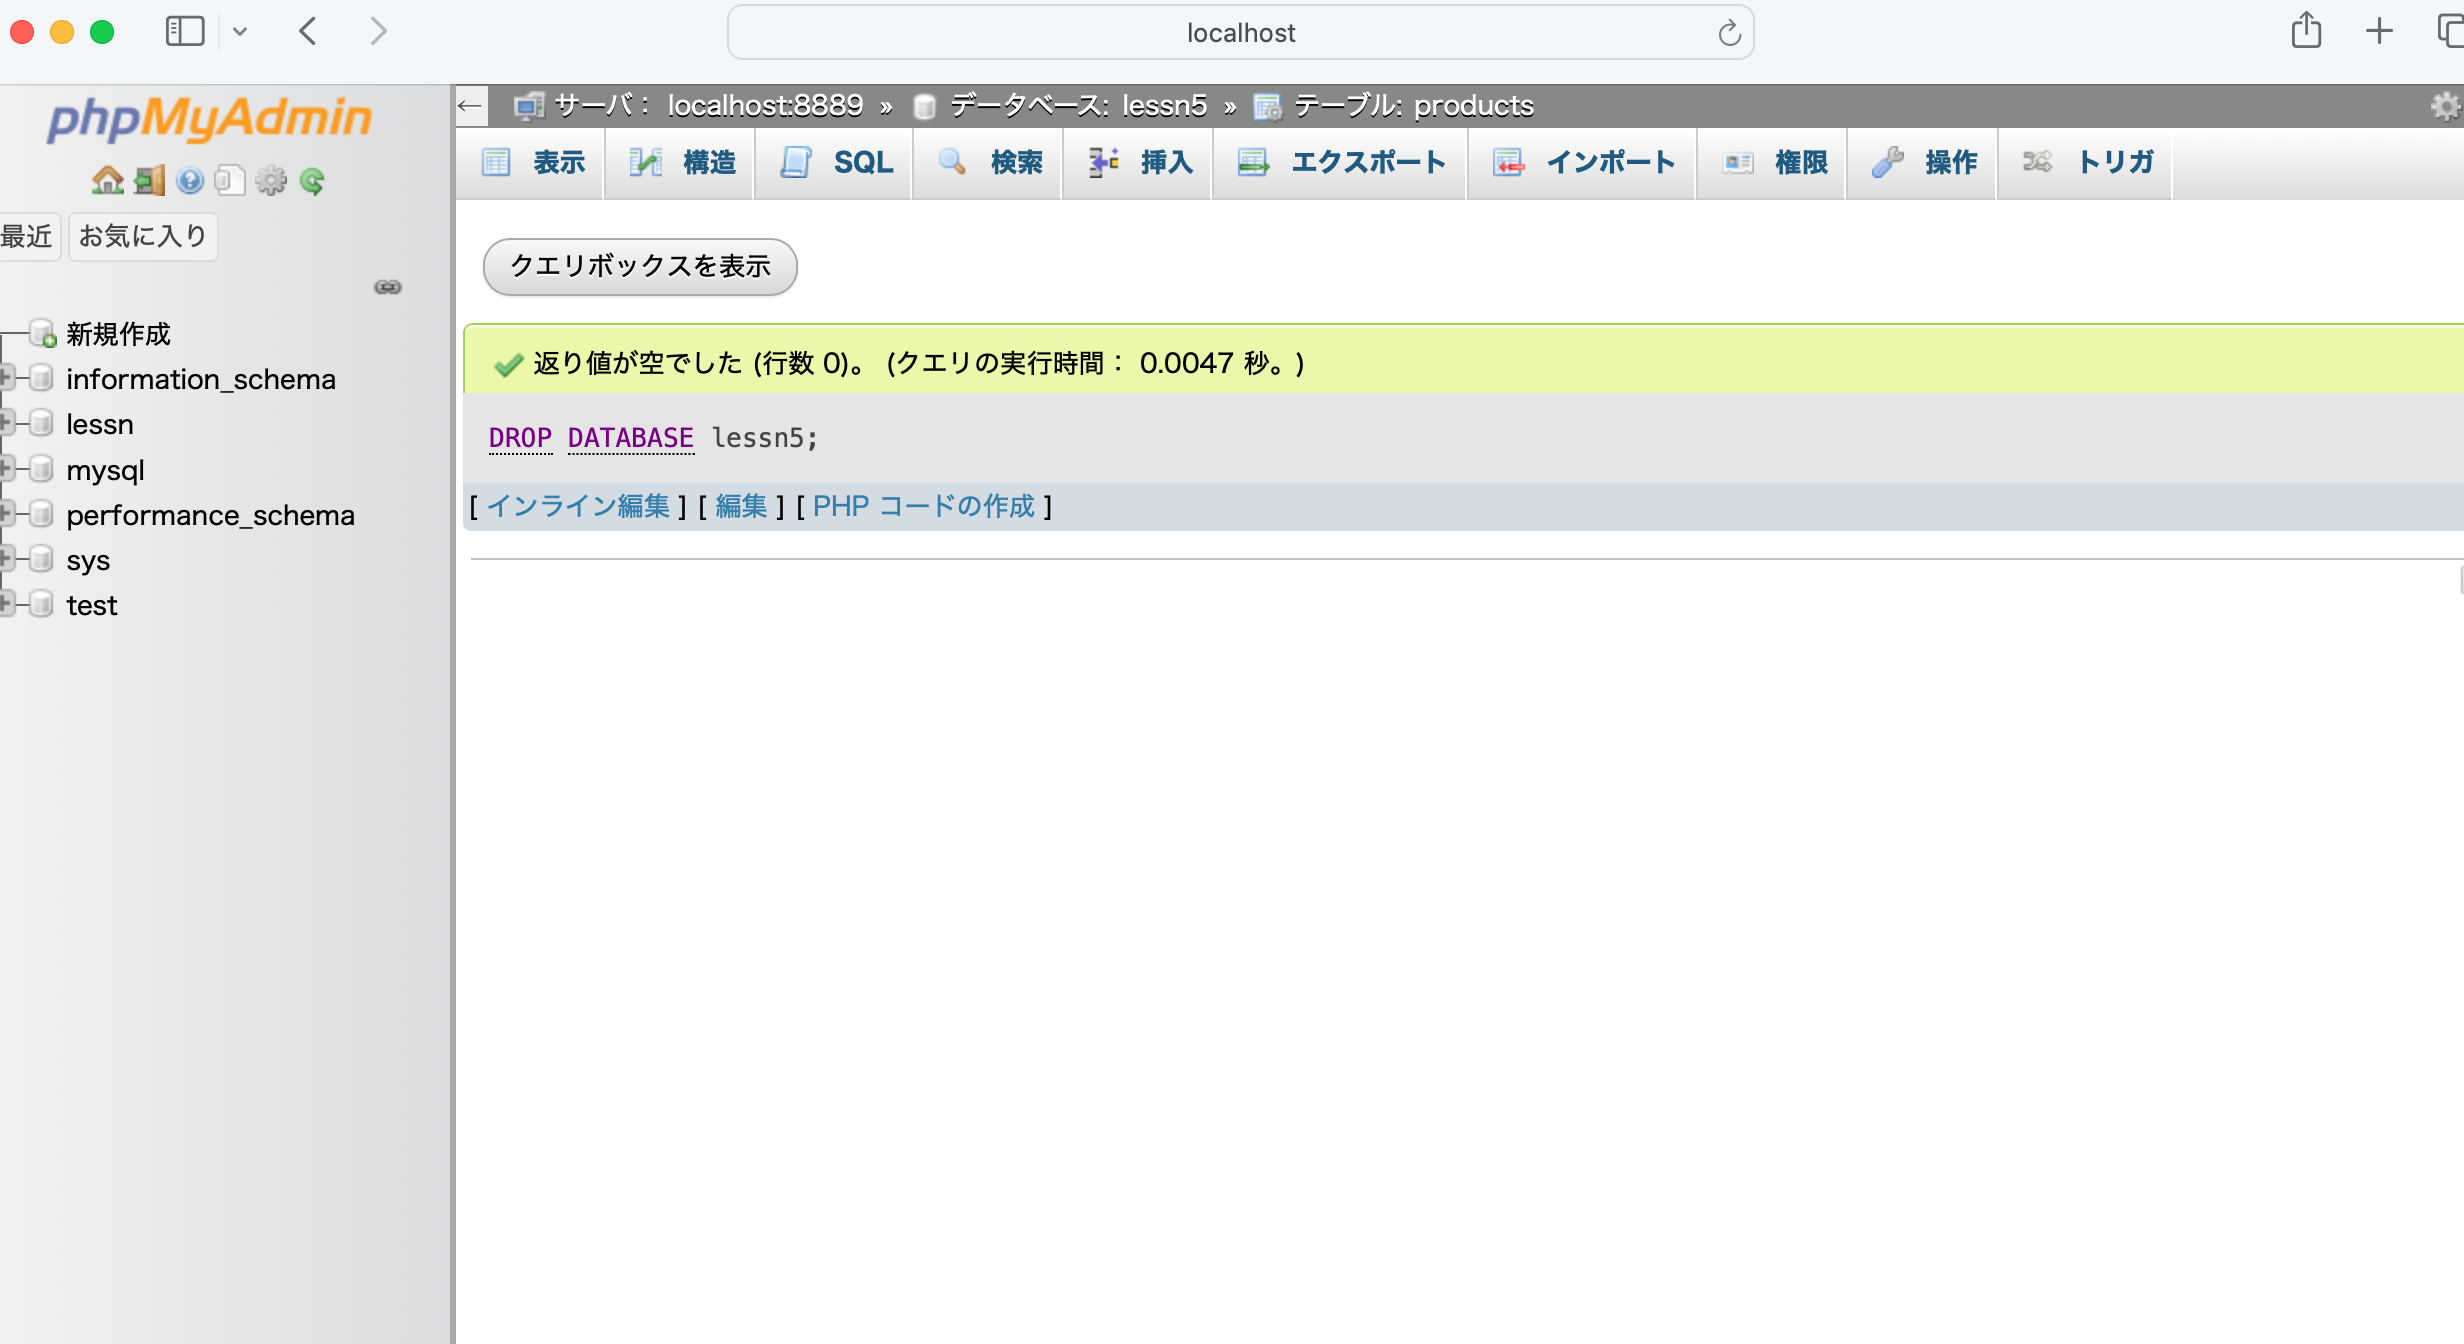 localhost
phpMyAdmin
最近 お気に入り
新規作成
information_schema
lessn
mysql
performance_schema
sys
test
サーバ： localhost:8889 » データベース: lessn5 » テーブル: products
表示 構造 SQL 検索 挿入 エクスポート インポート 権限 操作 トリガ
クエリボックスを表示
返り値が空でした (行数 0)。 (クエリの実行時間： 0.0047 秒。)
DROP DATABASE lessn5;
[ インライン編集 ] [ 編集 ] [ PHP コードの作成 ]